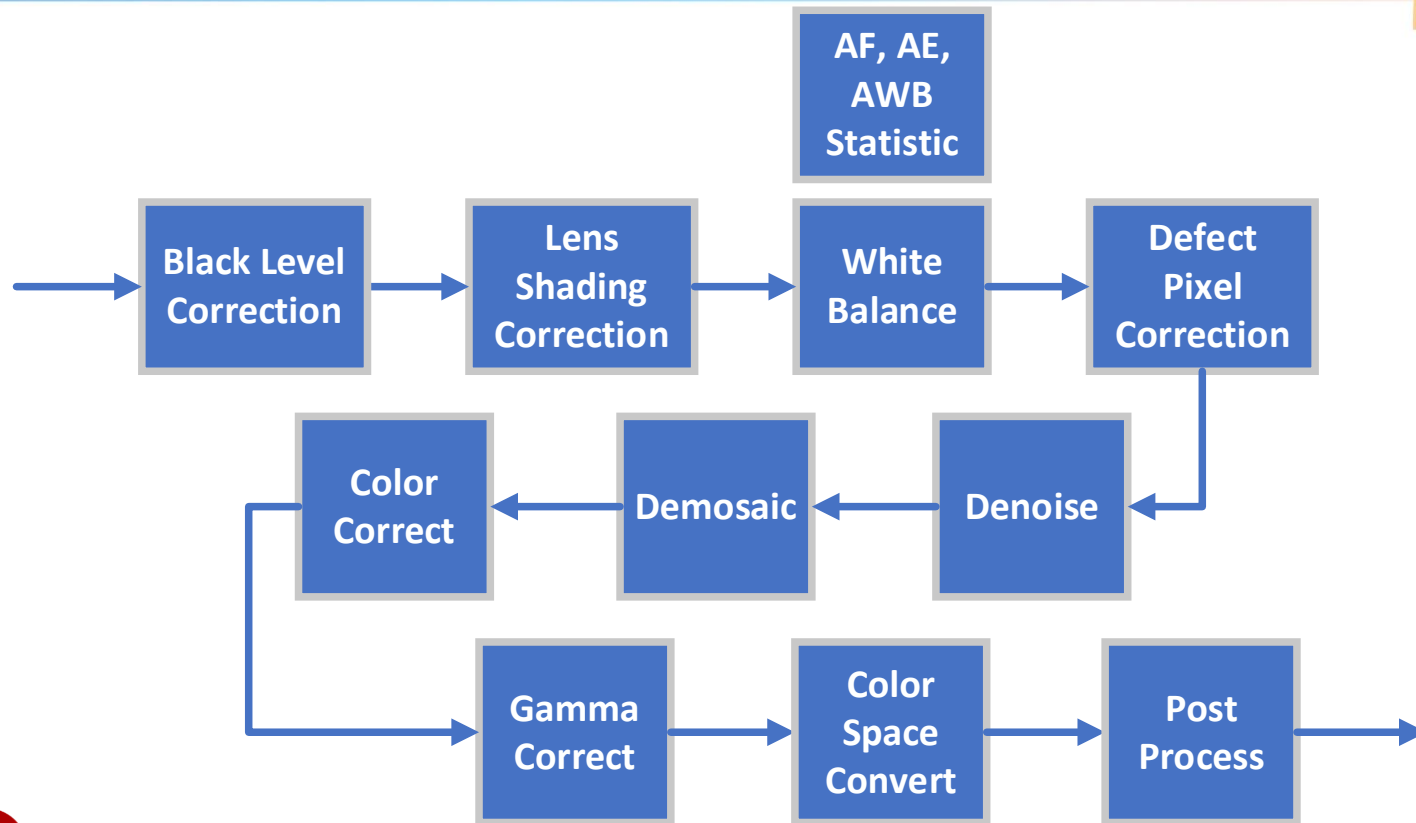 AF, AE,
AWB
Statistic
Black Level
Correction
Lens
Shading
Correction
White
Balance
Defect
Pixel
Correction
Color
Correct
Demosaic
Denoise
Gamma
Correct
Color
Space
Convert
Post
Process